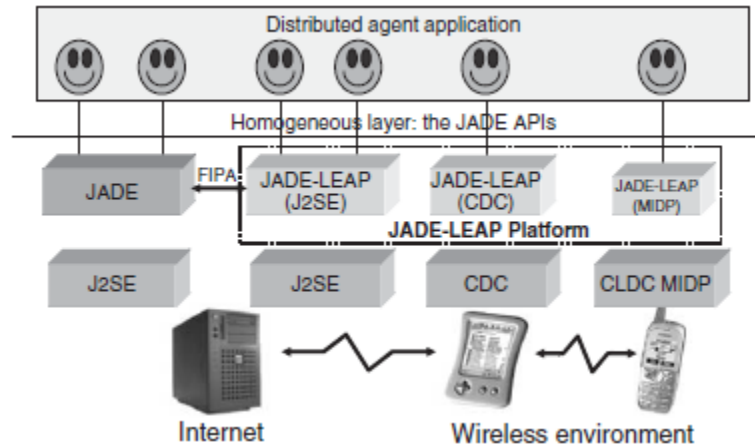 Distributed agent application
Homogeneous layer: the JADE APIs
FIPA
JADE
JADE-LEAP
(J2SE)
JADE-LEAP
(CDC)
JADE-LEAP
(MIDP)
JADE-LEAP Platform
J2SE
J2SE
CDC
CLDC MIDP
Internet
Wireless environment